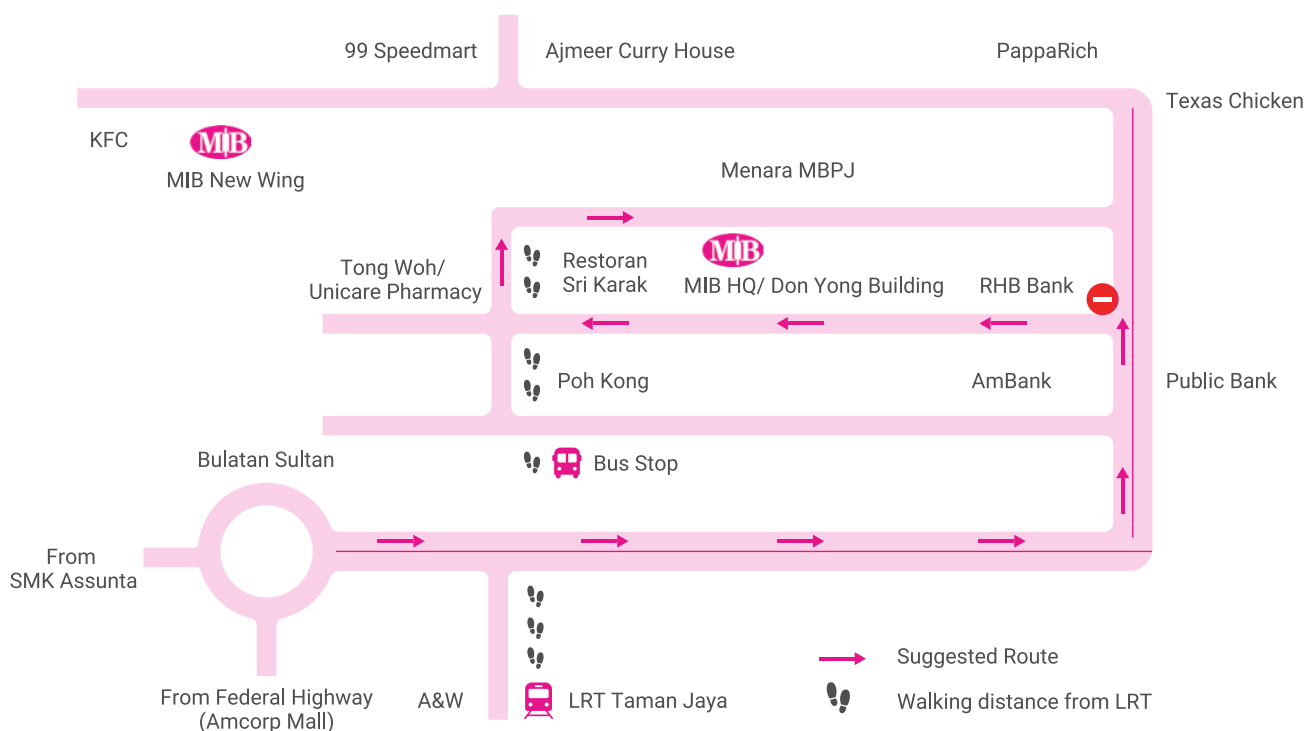 99 Speedmart
Ajmeer Curry House
PappaRich
Texas Chicken
KFC
MIB
MIB New Wing
Menara MBPJ
Tong Woh/
Unicare Pharmacy
Restoran
Sri Karak
MIB
MIB HQ/ Don Yong Building
RHB Bank
Poh Kong
AmBank
Public Bank
Bulatan Sultan
Bus Stop
From
SMK Assunta
From Federal Highway
(Amcorp Mall)
A&W
LRT Taman Jaya
Suggested Route
Walking distance from LRT